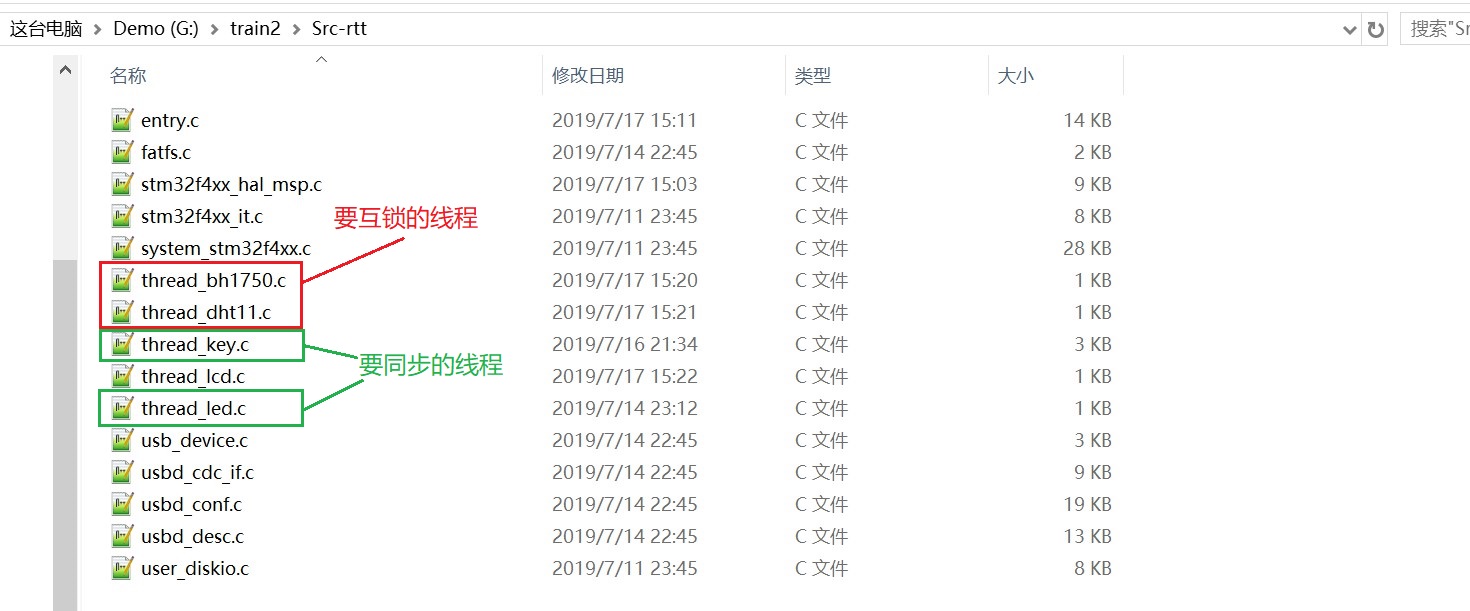 这台电脑 > Demo (G:) > train2 > Src-rtt 搜索"Sr
名称 修改日期 类型 大小
entry.c 2019/7/17 15:11 C 文件 14 KB
fatfs.c 2019/7/14 22:45 C 文件 2 KB
stm32f4xx_hal_msp.c 2019/7/17 15:03 C 文件 9 KB
stm32f4xx_it.c 2019/7/11 23:45 C 文件 8 KB
要互锁的线程
system_stm32f4xx.c 2019/7/11 23:45 C 文件 28 KB
thread_bh1750.c 2019/7/17 15:20 C 文件 1 KB
thread_dht11.c 2019/7/17 15:21 C 文件 1 KB
thread_key.c 2019/7/16 21:34 C 文件 3 KB
要同步的线程
thread_lcd.c 2019/7/17 15:22 C 文件 1 KB
thread_led.c 2019/7/14 23:12 C 文件 1 KB
usb_device.c 2019/7/14 22:45 C 文件 3 KB
usbd_cdc_if.c 2019/7/14 22:45 C 文件 9 KB
usbd_conf.c 2019/7/14 22:45 C 文件 19 KB
usbd_desc.c 2019/7/14 22:45 C 文件 13 KB
user_diskio.c 2019/7/11 23:45 C 文件 8 KB